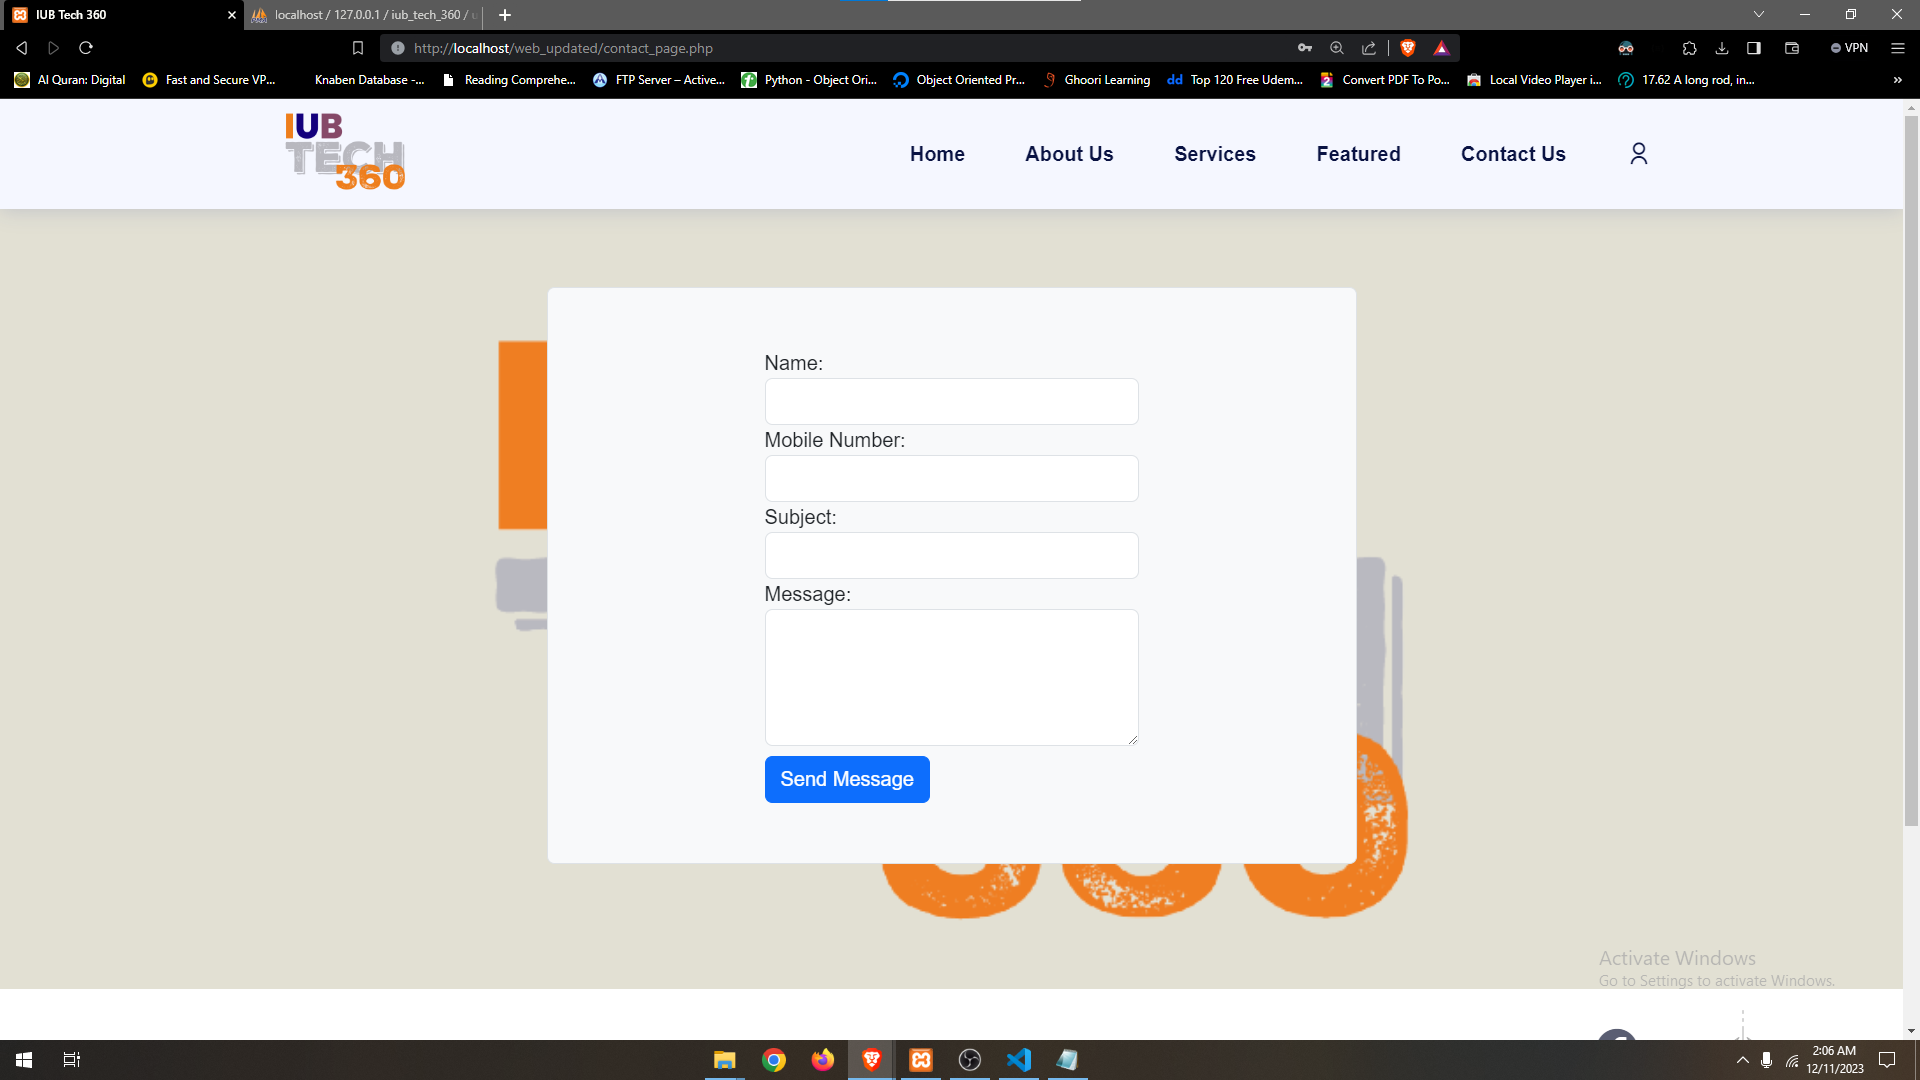 IUB Tech 360
localhost / 127.0.0.1 / iub_tech_360 /
http://localhost/web_updated/contact_page.php
VPN
Al Quran: Digital
Fast and Secure VP...
Knaben Database -...
Reading Comprehe...
FTP Server – Active...
Python - Object Ori...
Object Oriented Pr...
Ghoori Learning
Top 120 Free Udem...
Convert PDF To Po...
Local Video Player i...
17.62 A long rod, in...
»
IUB
TECH
360
Home
About Us
Services
Featured
Contact Us
Name:
Mobile Number:
Subject:
Message:
Send Message
Activate Windows
Go to Settings to activate Windows.
2:06 AM
12/11/2023